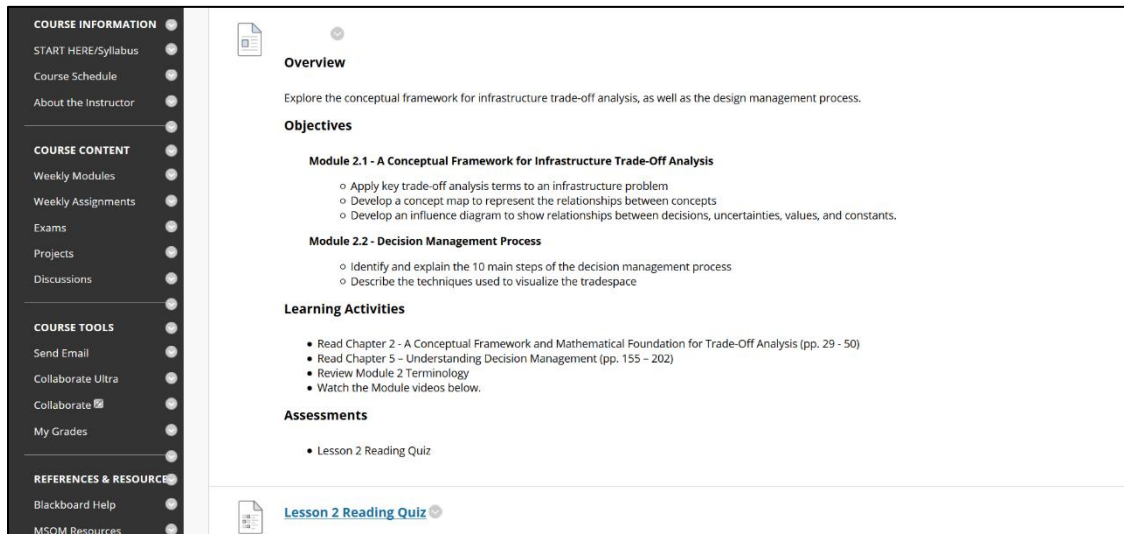 COURSE INFORMATION
START HERE/Syllabus
Course Schedule
About the Instructor
COURSE CONTENT
Weekly Modules
Weekly Assignments
Exams
Projects
Discussions
COURSE TOOLS
Send Email
Collaborate Ultra
Collaborate
My Grades
REFERENCES & RESOURCE
Blackboard Help
MSOM Resources
Overview
Explore the conceptual framework for infrastructure trade-off analysis, as well as the design management process.
Objectives
Module 2.1 - A Conceptual Framework for Infrastructure Trade-Off Analysis
Apply key trade-off analysis terms to an infrastructure problem
Develop a concept map to represent the relationships between concepts
Develop an influence diagram to show relationships between decisions, uncertainties, values, and constants.
Module 2.2 - Decision Management Process
Identify and explain the 10 main steps of the decision management process
Describe the techniques used to visualize the tradespace
Learning Activities
Read Chapter 2 - A Conceptual Framework and Mathematical Foundation for Trade-Off Analysis (pp. 29 - 50)
Read Chapter 5 – Understanding Decision Management (pp. 155 – 202)
Review Module 2 Terminology
Watch the Module videos below.
Assessments
Lesson 2 Reading Quiz
Lesson 2 Reading Quiz